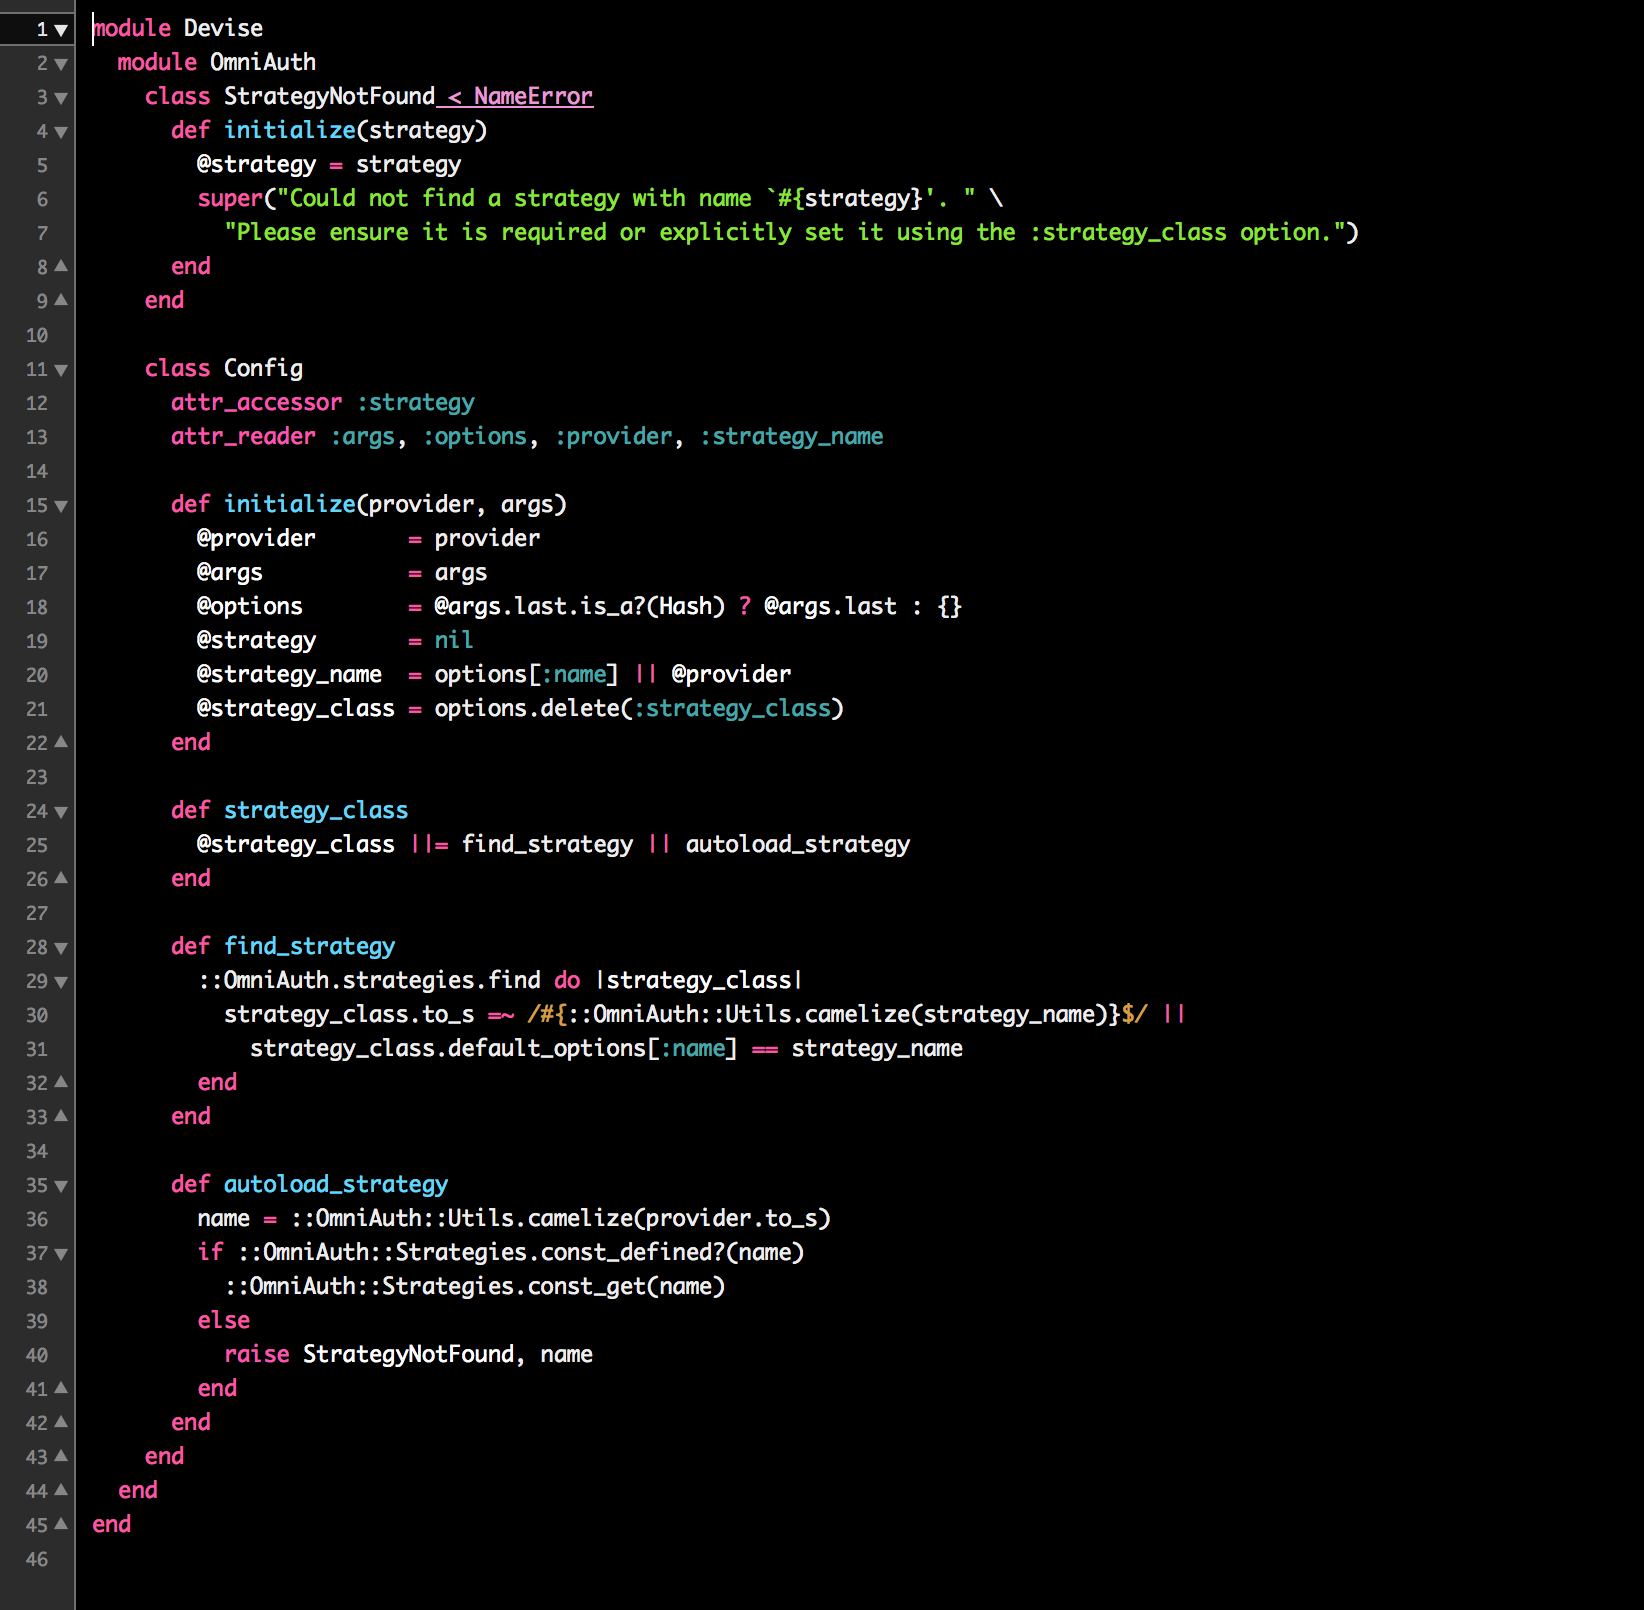 1 module Devise
2   module OmniAuth
3     class StrategyNotFound < NameError
4       def initialize(strategy)
5         @strategy = strategy
6         super("Could not find a strategy with name `#{strategy}'. " \
7           "Please ensure it is required or explicitly set it using the :strategy_class option.")
8       end
9     end
10
11     class Config
12       attr_accessor :strategy
13       attr_reader :args, :options, :provider, :strategy_name
14
15       def initialize(provider, args)
16         @provider       = provider
17         @args           = args
18         @options        = @args.last.is_a?(Hash) ? @args.last : {}
19         @strategy       = nil
20         @strategy_name  = options[:name] || @provider
21         @strategy_class = options.delete(:strategy_class)
22       end
23
24       def strategy_class
25         @strategy_class ||= find_strategy || autoload_strategy
26       end
27
28       def find_strategy
29         ::OmniAuth.strategies.find do |strategy_class|
30           strategy_class.to_s =~ /#{::OmniAuth::Utils.camelize(strategy_name)}$/ ||
31             strategy_class.default_options[:name] == strategy_name
32         end
33       end
34
35       def autoload_strategy
36         name = ::OmniAuth::Utils.camelize(provider.to_s)
37         if ::OmniAuth::Strategies.const_defined?(name)
38           ::OmniAuth::Strategies.const_get(name)
39         else
40           raise StrategyNotFound, name
41         end
42       end
43     end
44   end
45 end
46